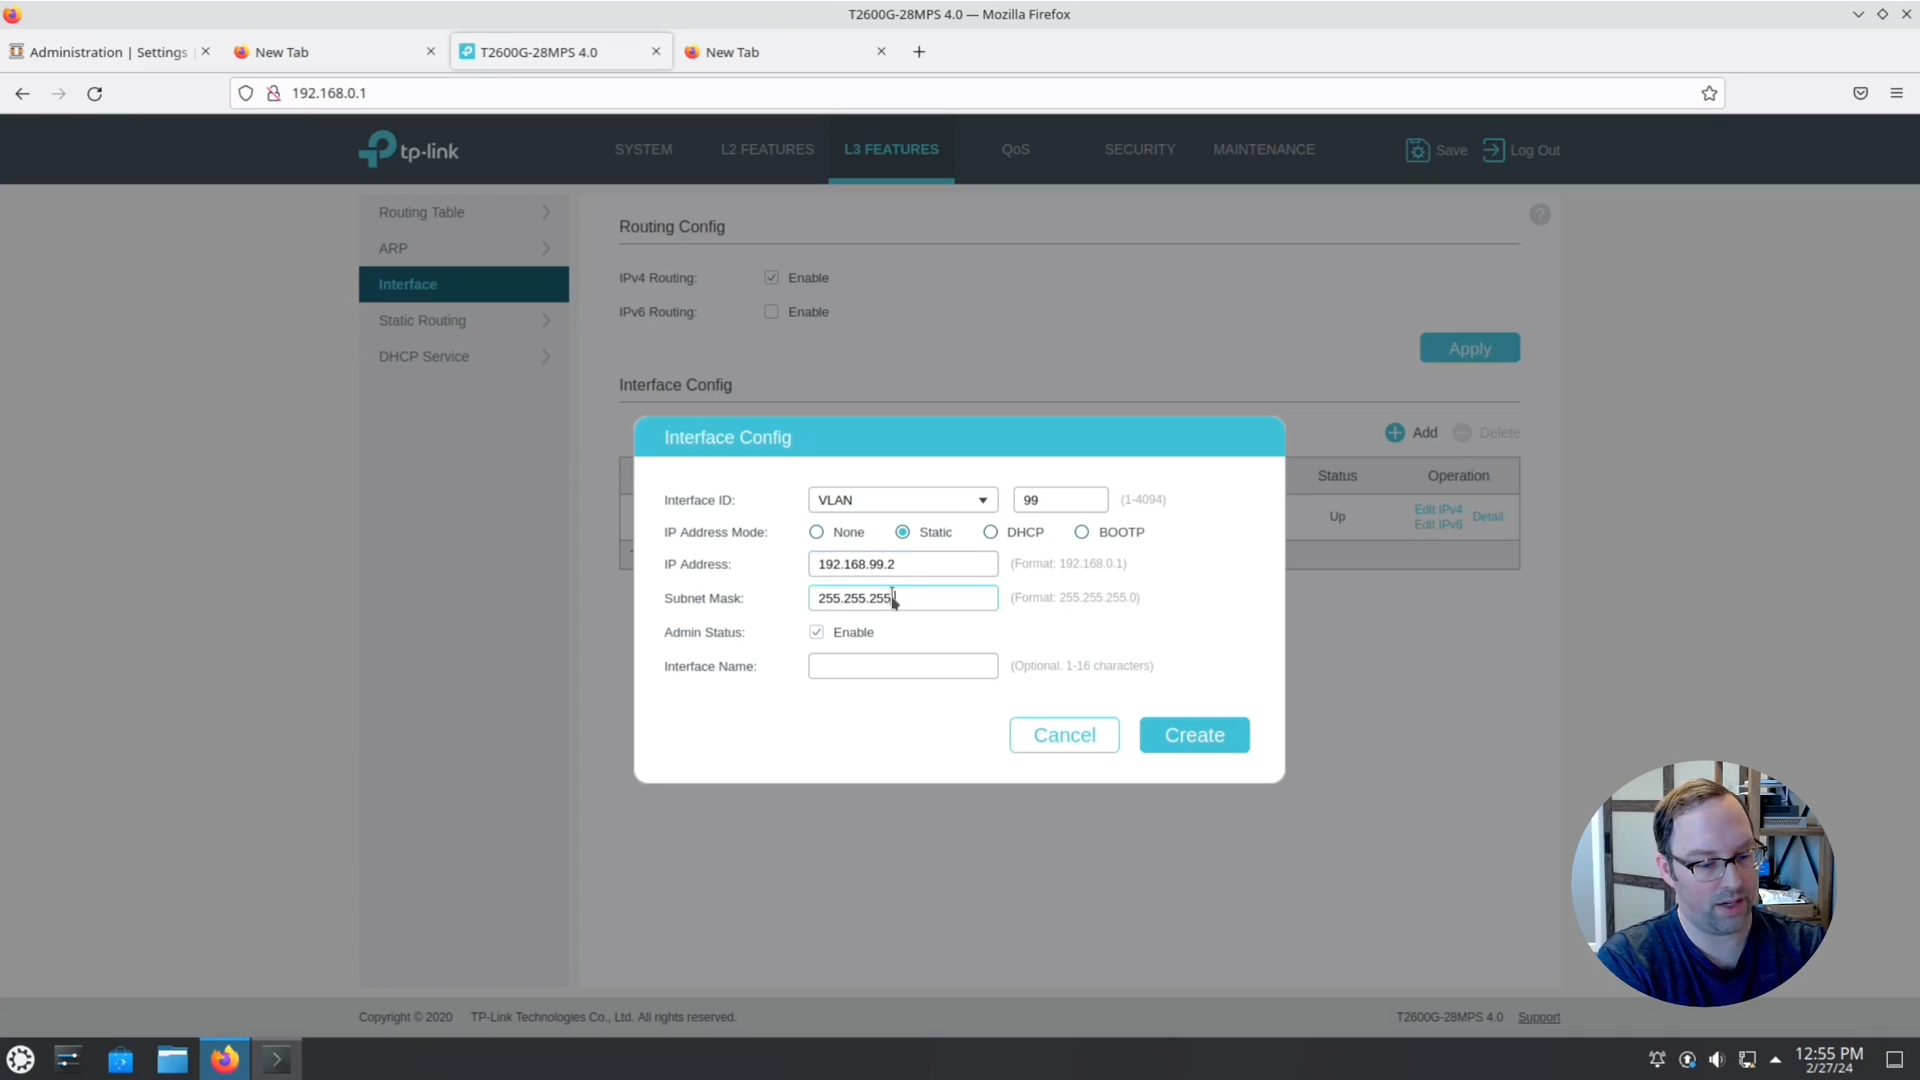 T2600G-28MPS 4.0 — Mozilla Firefox
Administration | Settings
New Tab
T2600G-28MPS 4.0
New Tab
192.168.0.1
tp-link
SYSTEM
L2 FEATURES
L3 FEATURES
QoS
SECURITY
MAINTENANCE
Save
Log Out
Routing Table
ARP
Interface
Static Routing
DHCP Service
Routing Config
?
IPv4 Routing: Enable
IPv6 Routing: Enable
Apply
Interface Config
Add
Delete
Status
Operation
Up
Edit IPv4
Edit IPv6
Detail
Interface Config
Interface ID: VLAN 99 (1-4094)
IP Address Mode: None Static DHCP BOOTP
IP Address: 192.168.99.2 (Format: 192.168.0.1)
Subnet Mask: 255.255.255 (Format: 255.255.255.0)
Admin Status: Enable
Interface Name: (Optional. 1-16 characters)
Cancel
Create
Copyright © 2020 TP-Link Technologies Co., Ltd. All rights reserved.
T2600G-28MPS 4.0 Support
12:55 PM
2/27/24